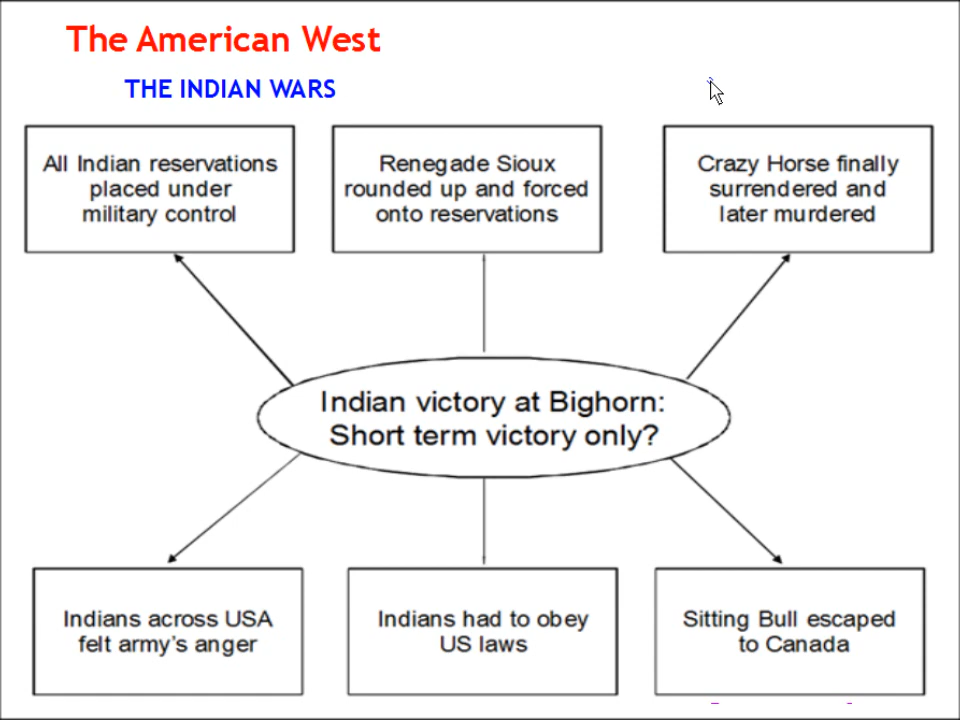 The American West
THE INDIAN WARS
All Indian reservations
placed under
military control
Renegade Sioux
rounded up and forced
onto reservations
Crazy Horse finally
surrendered and
later murdered
Indian victory at Bighorn:
Short term victory only?
Indians across USA
felt army's anger
Indians had to obey
US laws
Sitting Bull escaped
to Canada